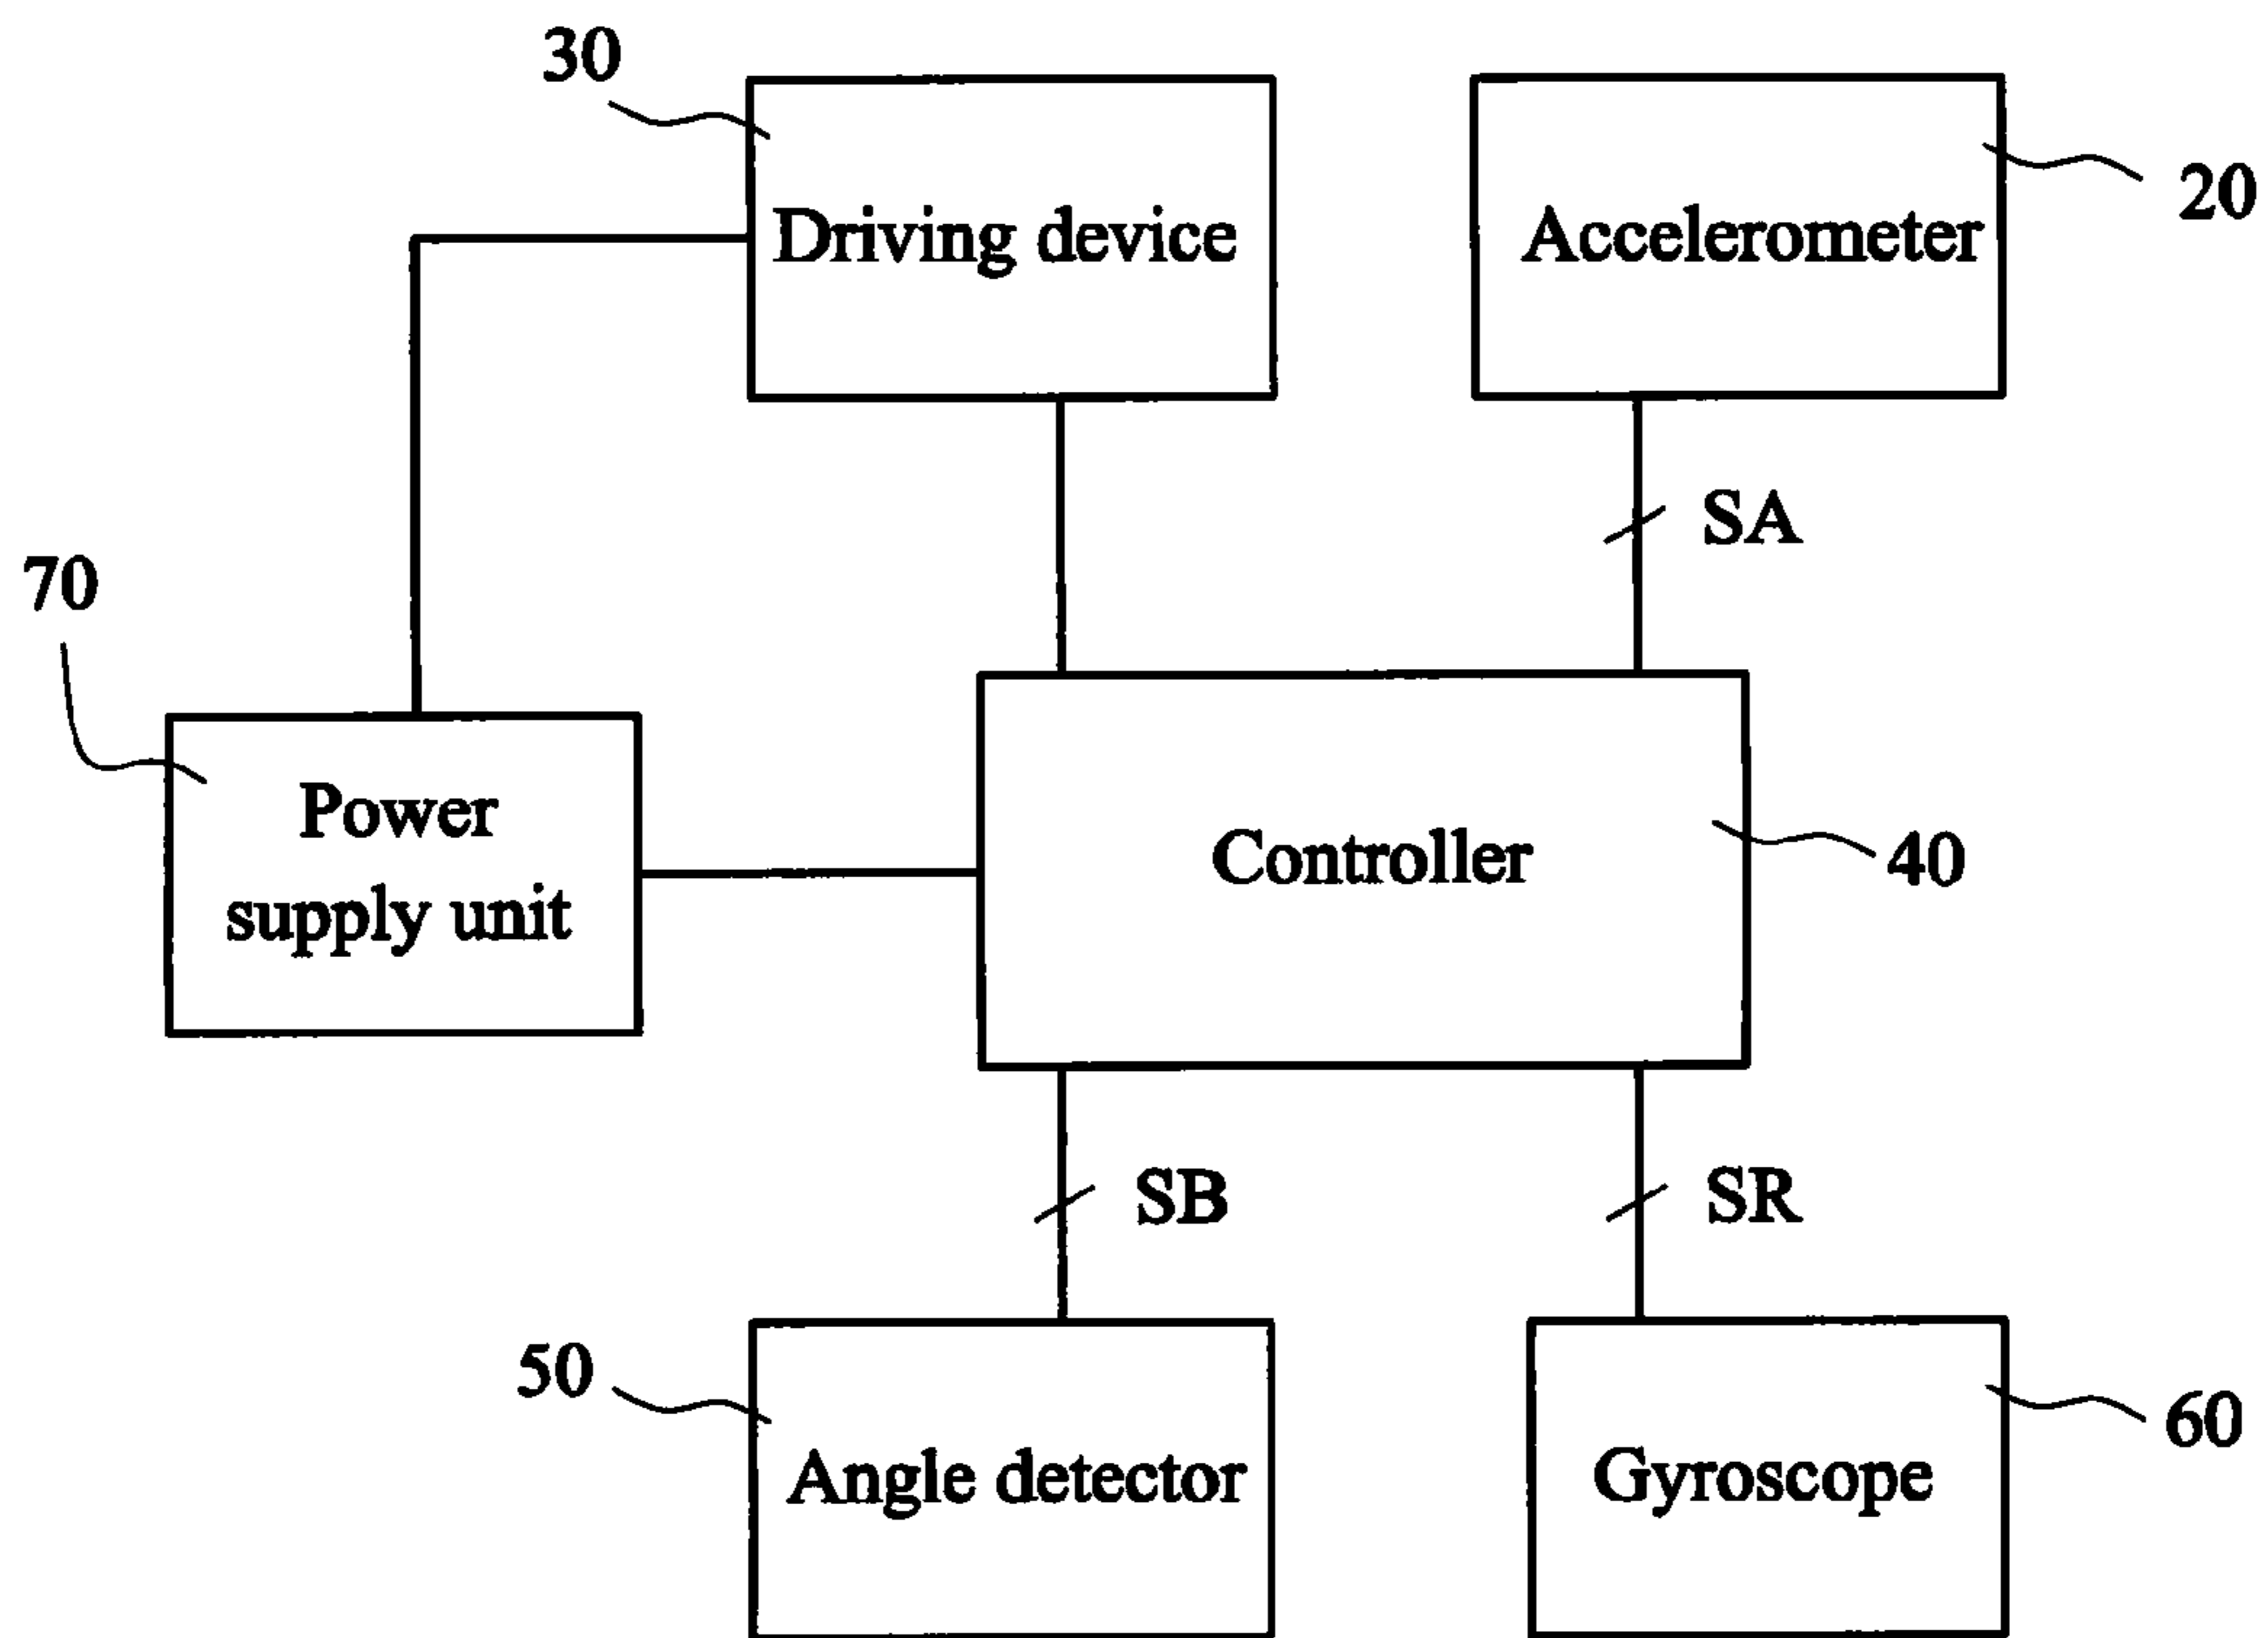 30
Driving device
Accelerometer
20
SA
70
Power
supply unit
Controller
40
SB
SR
50
Angle detector
Gyroscope
60